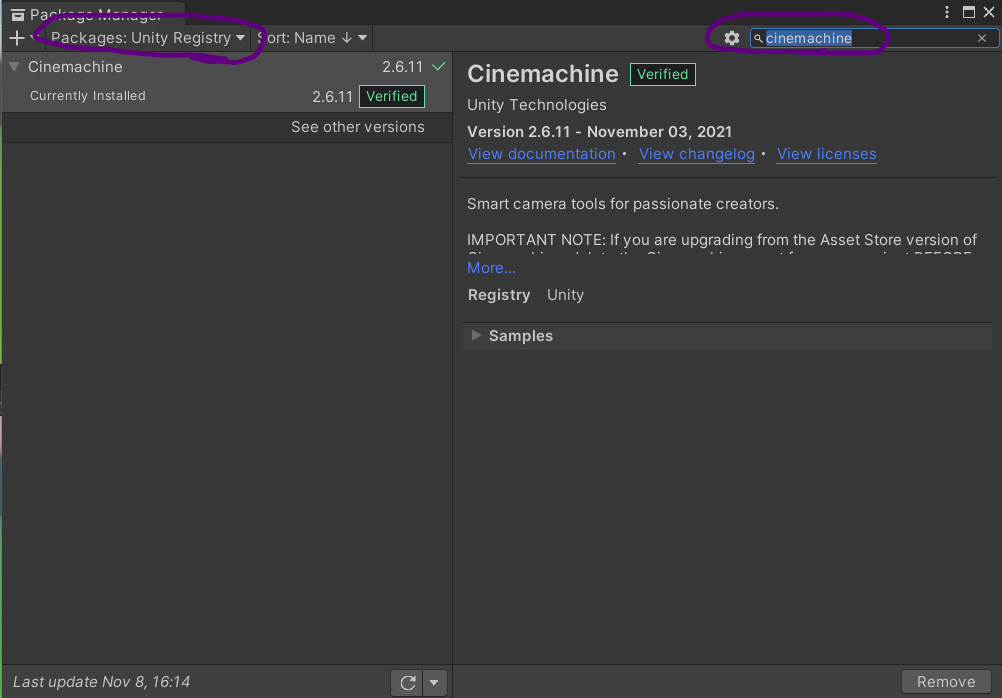 Package Manager
Packages: Unity Registry Sort: Name ↓ cinemachine
Cinemachine 2.6.11
Currently Installed 2.6.11 Verified
See other versions
Cinemachine Verified
Unity Technologies
Version 2.6.11 - November 03, 2021
View documentation • View changelog • View licenses
Smart camera tools for passionate creators.
IMPORTANT NOTE: If you are upgrading from the Asset Store version of
More...
Registry Unity
Samples
Last update Nov 8, 16:14
Remove